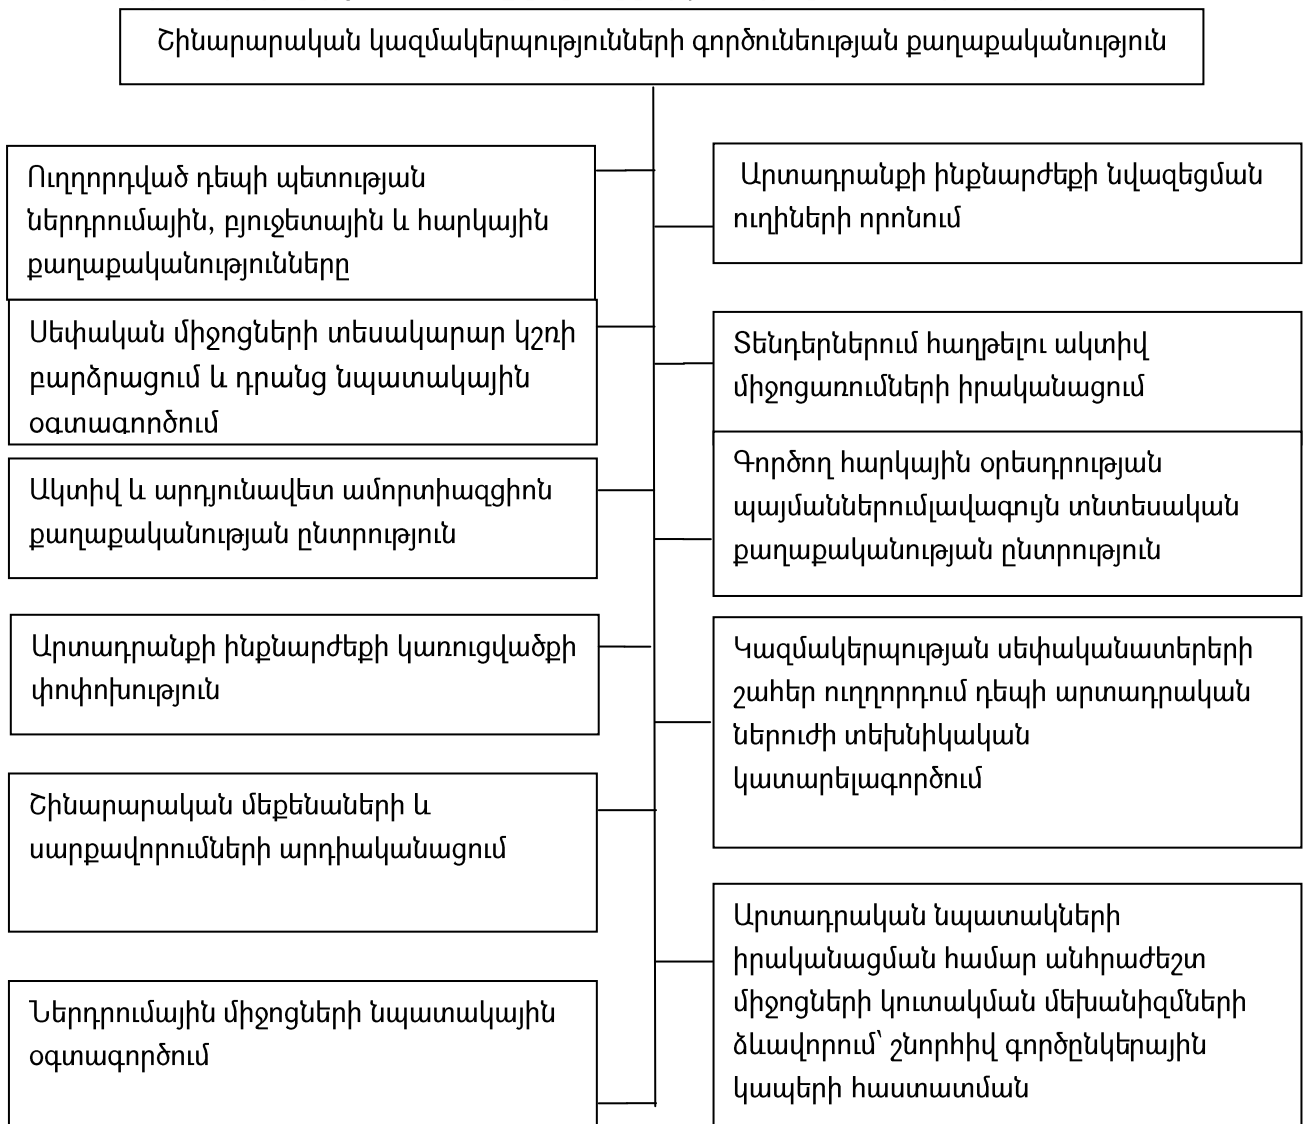 Շինարարական կազմակերպությունների գործունեության քաղաքականություն
Ուղղորդված դեպի պետության
ներդրումային, բյուջետային և հարկային
քաղաքականությունները
Սեփական միջոցների տեսակարար կշռի
բարձրացում և դրանց նպատակային
օգտագործում
Ակտիվ և արդյունավետ ամորտիազցիոն
քաղաքականության ընտրություն
Արտադրանքի ինքնարժեքի կառուցվածքի
փոփոխություն
Շինարարական մեքենաների և
սարքավորումների արդիականացում
Ներդրումային միջոցների նպատակային
օգտագործում
Արտադրանքի ինքնարժեքի նվազեցման
ուղիների որոնում
Տենդերներում հաղթելու ակտիվ
միջոցառումների իրականացում
Գործող հարկային օրեսդրության
պայմաններումլավագույն տնտեսական
քաղաքականության ընտրություն
Կազմակերպության սեփականատերերի
շահեր ուղղորդում դեպի արտադրական
ներուժի տեխնիկական
կատարելագործում
Արտադրական նպատակների
իրականացման համար անհրաժեշտ
միջոցների կուտակման մեխանիզմների
ձևավորում՝ շնորհիվ գործընկերային
կապերի հաստատման